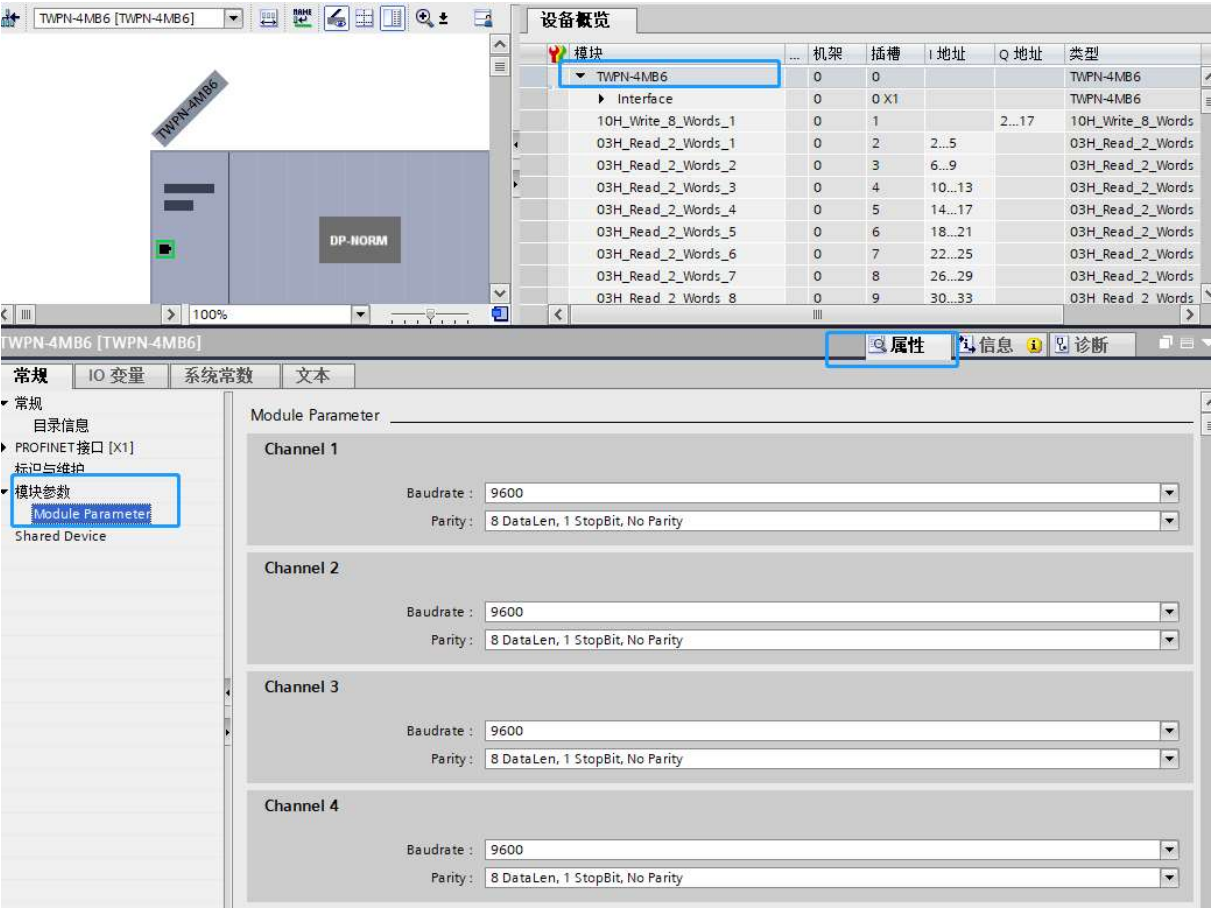 TWPN-4MB6 [TWPN-4MB6]
NAME
设备概览
TWPN-4MB6
DP-NORM
100%
模块 ... 机架 插槽 I 地址 Q 地址 类型
TWPN-4MB6 0 0 TWPN-4MB6
Interface 0 0 X1 TWPN-4MB6
10H_Write_8_Words_1 0 1 2...17 10H_Write_8_Words
03H_Read_2_Words_1 0 2 2...5 03H_Read_2_Words
03H_Read_2_Words_2 0 3 6...9 03H_Read_2_Words
03H_Read_2_Words_3 0 4 10...13 03H_Read_2_Words
03H_Read_2_Words_4 0 5 14...17 03H_Read_2_Words
03H_Read_2_Words_5 0 6 18...21 03H_Read_2_Words
03H_Read_2_Words_6 0 7 22...25 03H_Read_2_Words
03H_Read_2_Words_7 0 8 26...29 03H_Read_2_Words
03H_Read_2_Words_8 0 9 30...33 03H_Read_2_Words
TWPN-4MB6 [TWPN-4MB6]
属性 信息 诊断
常规 IO 变量 系统常数 文本
常规
目录信息
PROFINET接口 [X1]
标识与维护
模块参数
Module Parameter
Shared Device
Module Parameter
Channel 1
Baudrate : 9600
Parity : 8 DataLen, 1 StopBit, No Parity
Channel 2
Baudrate : 9600
Parity : 8 DataLen, 1 StopBit, No Parity
Channel 3
Baudrate : 9600
Parity : 8 DataLen, 1 StopBit, No Parity
Channel 4
Baudrate : 9600
Parity : 8 DataLen, 1 StopBit, No Parity